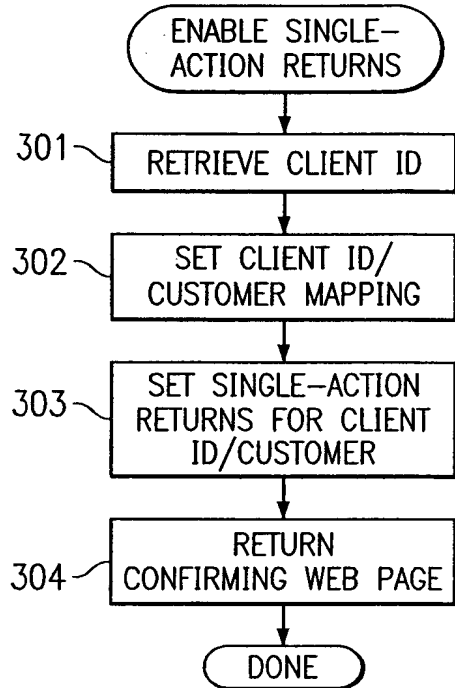 ENABLE SINGLE-
ACTION RETURNS
301
RETRIEVE CLIENT ID
302
SET CLIENT ID/
CUSTOMER MAPPING
303
SET SINGLE-ACTION
RETURNS FOR CLIENT
ID/CUSTOMER
304
RETURN
CONFIRMING WEB PAGE
DONE